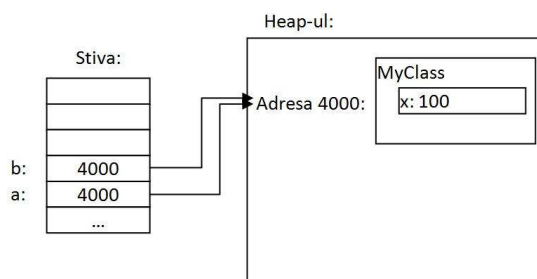 Heap-ul:
Stiva:
MyClass
x: 100
Adresa 4000:
b: 4000
a: 4000
...